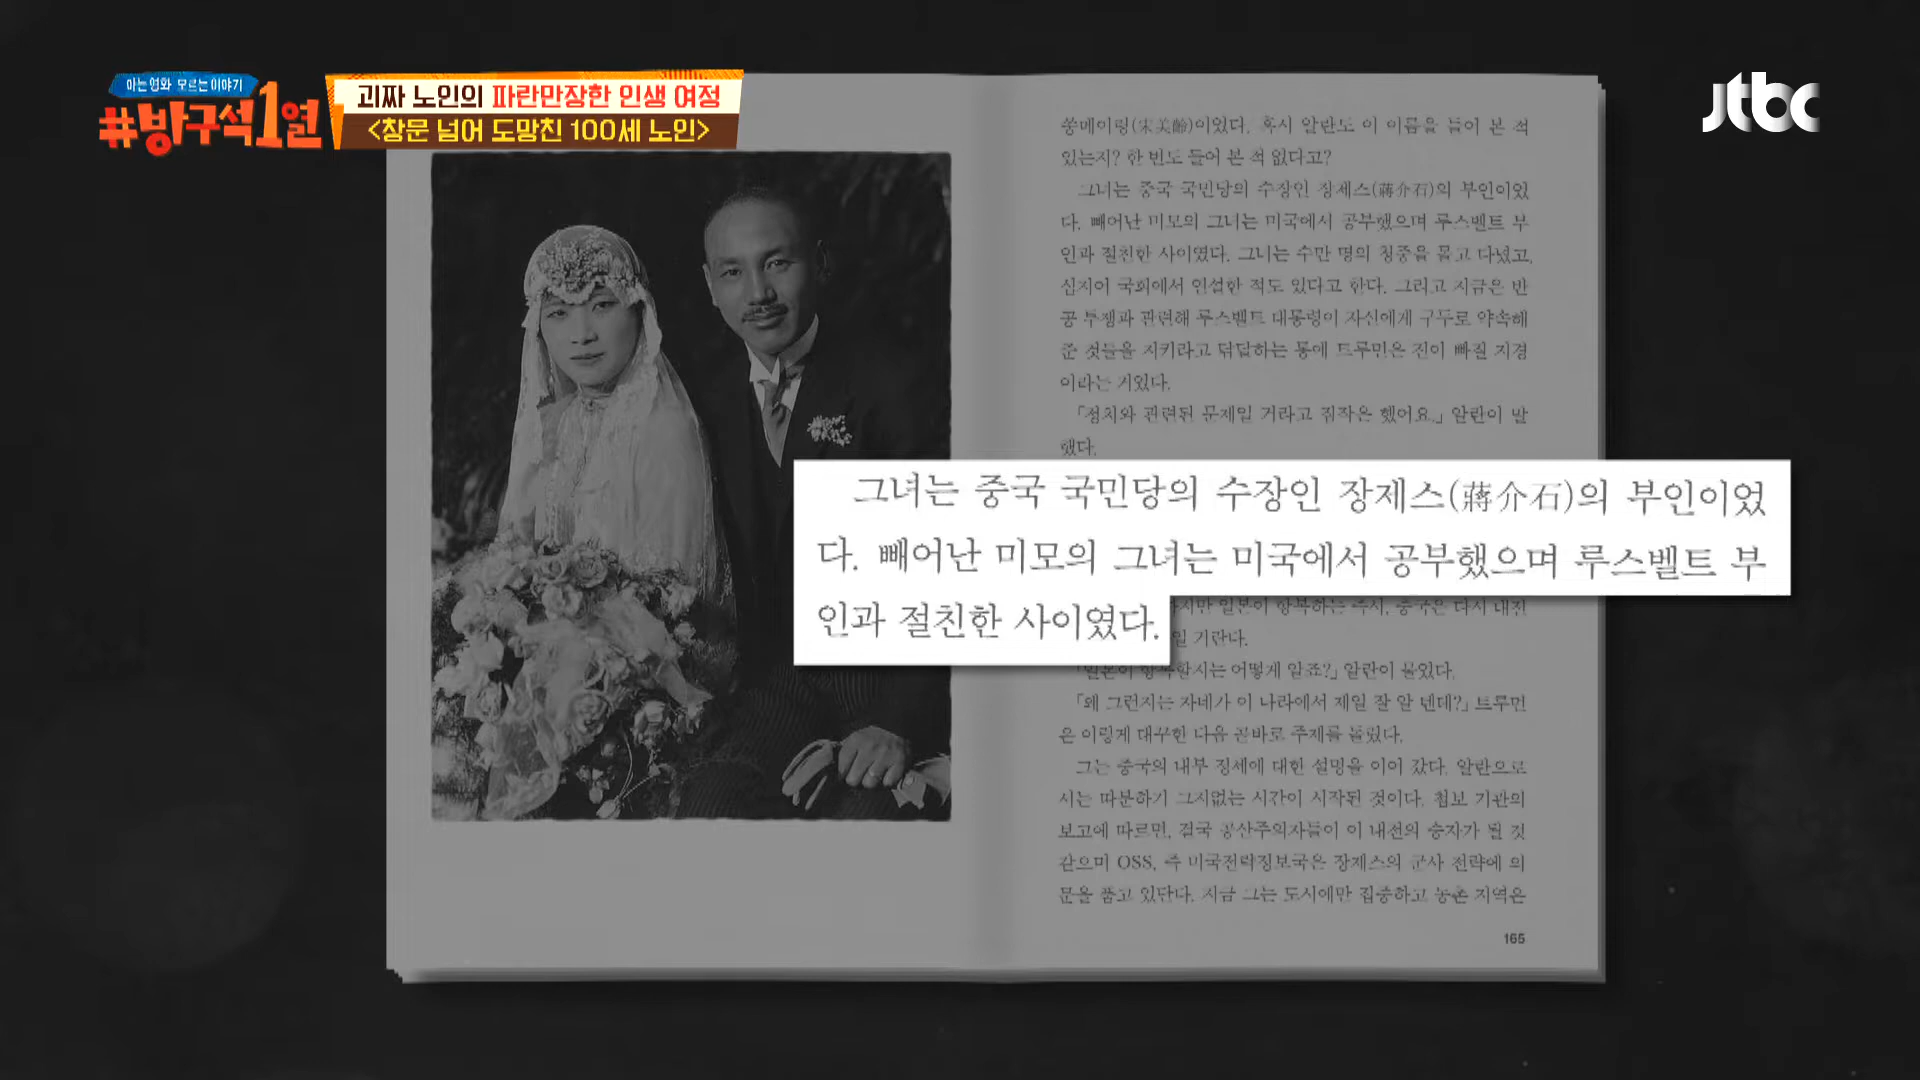 아는영화 모르는이야기
#방구석1열
괴짜 노인의 파란만장한 인생 여정
<창문 넘어 도망친 100세 노인>
jtbc
쑹메이링(宋美齡)이었다. 혹시 알란도 이 이름을 들어 본 적
있는지? 한 번도 들어 본 적 없다고?
그녀는 중국 국민당의 수장인 장제스(蔣介石)의 부인이었
다. 빼어난 미모의 그녀는 미국에서 공부했으며 루스벨트 부
인과 절친한 사이였다. 그녀는 수만 명의 청중을 몰고 다녔고,
심지어 국회에서 연설한 적도 있다고 한다. 그리고 지금은 반
공 투쟁과 관련해 루스벨트 대통령이 자신에게 구두로 약속해
준 것들을 지키라고 닦달하는 통에 트루먼은 진이 빠질 지경
이라는 거였다.
「정치와 관련된 문제일 거라고 짐작은 했어요.」 알란이 말
했다.
그녀는 중국 국민당의 수장인 장제스(蔣介石)의 부인이었
다. 빼어난 미모의 그녀는 미국에서 공부했으며 루스벨트 부
인과 절친한 사이였다.
일본이 항복하는 즉시, 중국은 다시 내전
일 거란다.
「일본이 항복할지는 어떻게 알죠?」 알란이 물었다.
「왜 그런지는 자네가 이 나라에서 제일 잘 알 텐데?」 트루먼
은 이렇게 대꾸한 다음 곧바로 주제를 돌렸다.
그는 중국의 내부 정세에 대한 설명을 이어 갔다. 알란으로
서는 따분하기 그지없는 시간이 시작된 것이다. 첩보 기관의
보고에 따르면, 결국 공산주의자들이 이 내전의 승자가 될 것
같으며 OSS, 즉 미국전략정보국은 장제스의 군사 전략에 의
문을 품고 있단다. 지금 그는 도시에만 집중하고 농촌 지역은
165